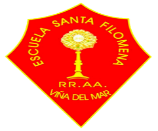 ESCUELA SANTA FILOMENA
RR.AA.
VIÑA DEL MAR